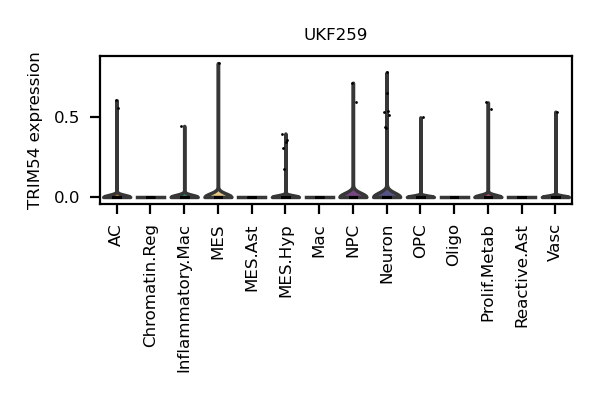 UKF259
TRIM54 expression
0.5
0.0
AC
Chromatin.Reg
Inflammatory.Mac
MES
MES.Ast
MES.Hyp
Mac
NPC
Neuron
OPC
Oligo
Prolif.Metab
Reactive.Ast
Vasc